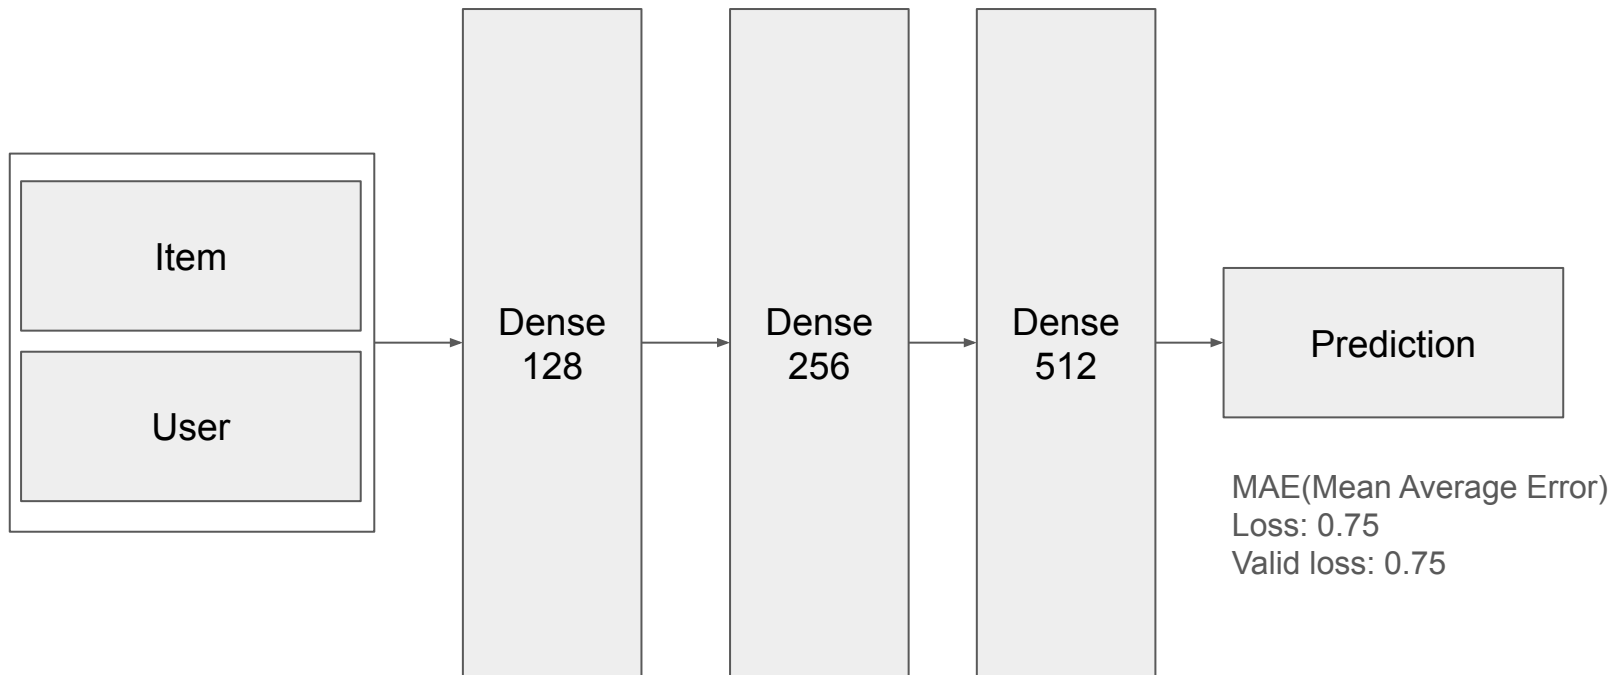 Item
User
Dense
128
Dense
256
Dense
512
Prediction
MAE(Mean Average Error)
Loss: 0.75
Valid loss: 0.75